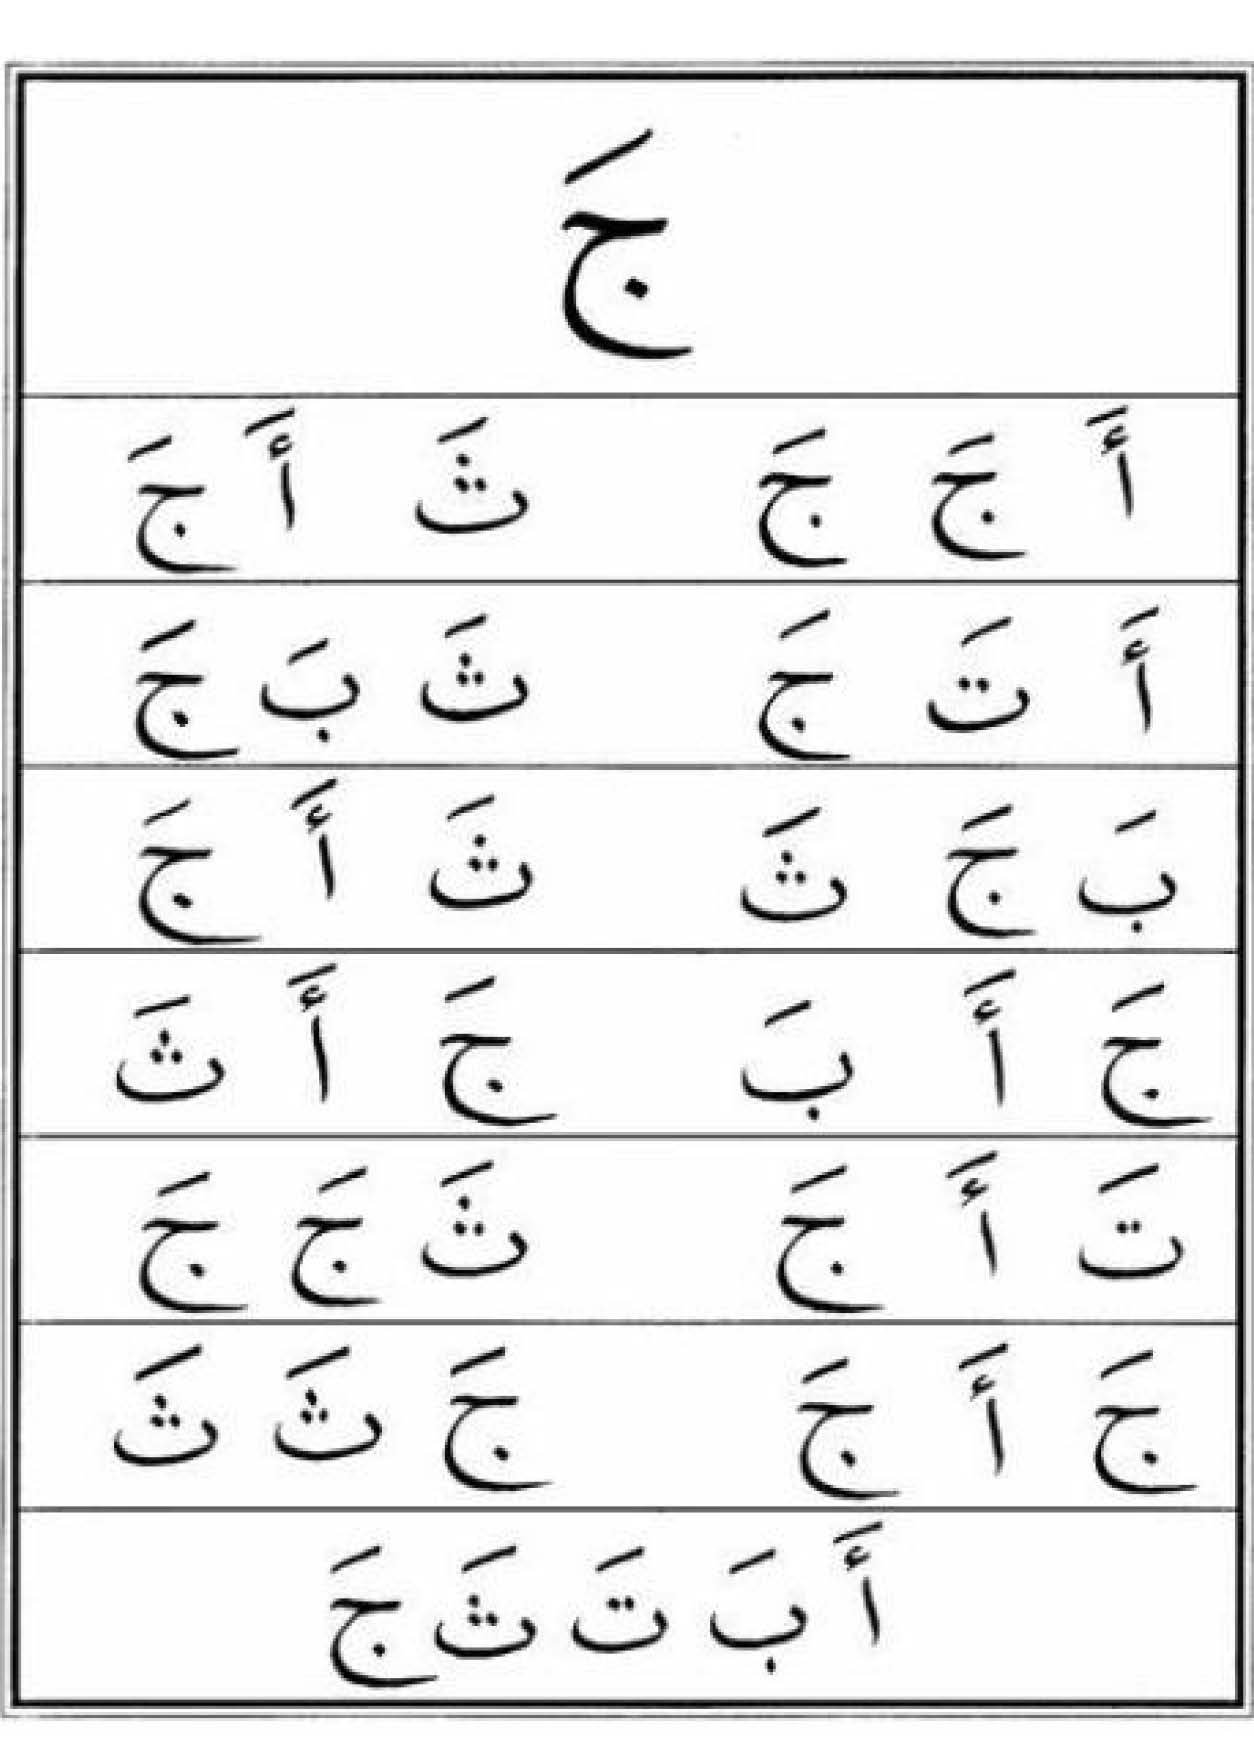 جَ
أَ جَ جَ ثَ أَ جَ
أَ تَ جَ ثَ بَ جَ
بَ جَ ثَ ثَ أَ جَ
جَ أَ بَ جَ أَ ثَ
تَ أَ جَ ثَ جَ جَ
جَ أَ جَ جَ ثَ ثَ
أَ بَ تَ ثَ جَ